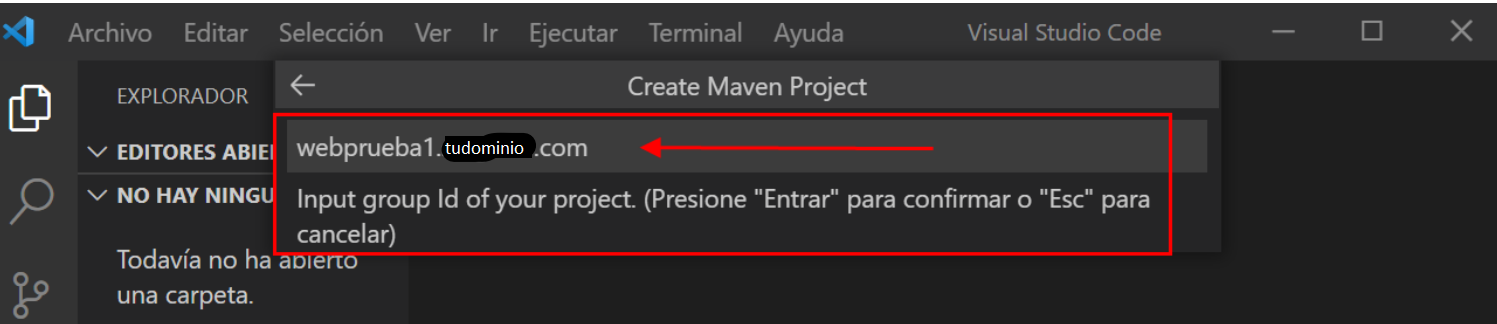 Archivo Editar Selección Ver Ir Ejecutar Terminal Ayuda Visual Studio Code
Create Maven Project
EXPLORADOR
webprueba1.tudominio.com
EDITORES ABIE
NO HAY NINGU
Input group Id of your project. (Presione "Entrar" para confirmar o "Esc" para
cancelar)
Todavía no ha abierto
una carpeta.